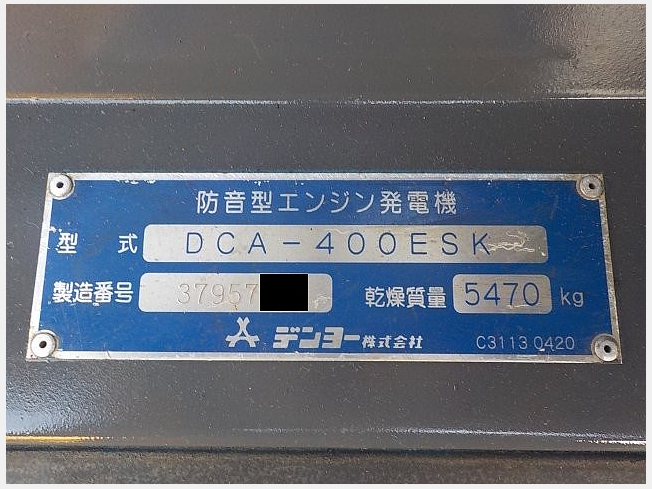 防音型エンジン発電機
型 式 DCA-400ESK
製造番号 37957 乾燥質量 5470 kg
デンヨー株式会社 C3113 0420